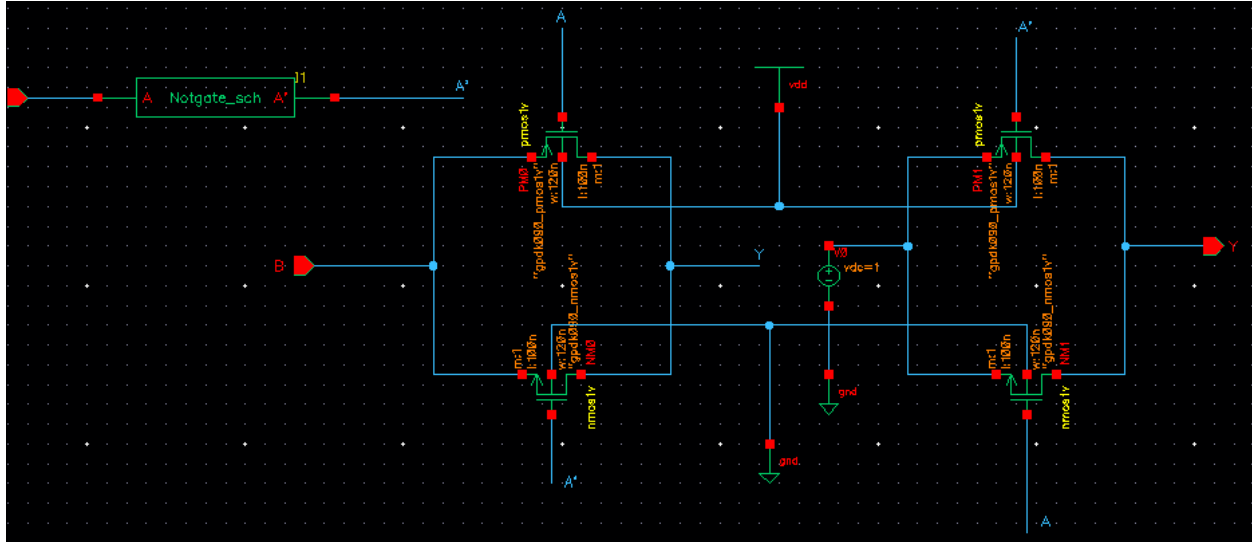 A
A'
I1
A Notgate_sch A'
A'
vdd
pmos1v
pmos1v
PM0
"gpdk090_pmos1v"
w:120n
l:100n
m:1
PM1
"gpdk090_pmos1v"
w:120n
l:100n
m:1
B
Y
V0
vdc=1
Y
m:1
l:100n
w:120n
"gpdk090_nmos1v"
NM0
nmos1v
gnd
m:1
l:100n
w:120n
"gpdk090_nmos1v"
NM1
nmos1v
gnd
A'
A